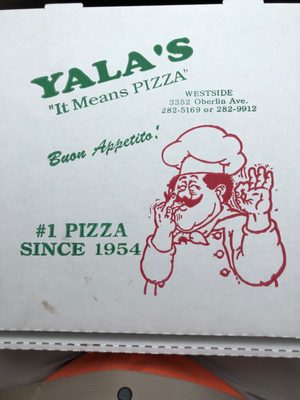 YALA'S
"It Means PIZZA"
WESTSIDE
3352 Oberlin Ave.
282-5169 or 282-9912
Buon Appetito!
#1 PIZZA
SINCE 1954